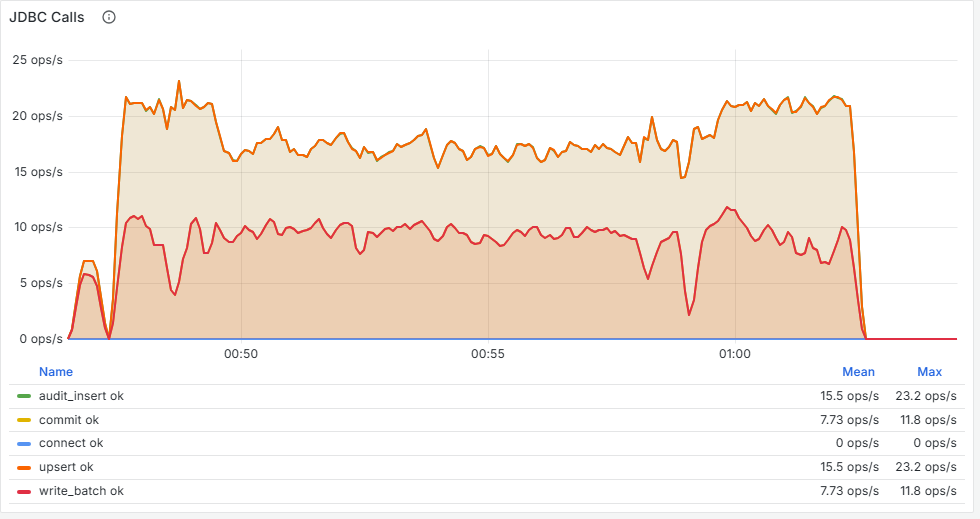 JDBC Calls
25 ops/s
20 ops/s
15 ops/s
10 ops/s
5 ops/s
0 ops/s
00:50 00:55 01:00
Name Mean Max
audit_insert ok 15.5 ops/s 23.2 ops/s
commit ok 7.73 ops/s 11.8 ops/s
connect ok 0 ops/s 0 ops/s
upsert ok 15.5 ops/s 23.2 ops/s
write_batch ok 7.73 ops/s 11.8 ops/s